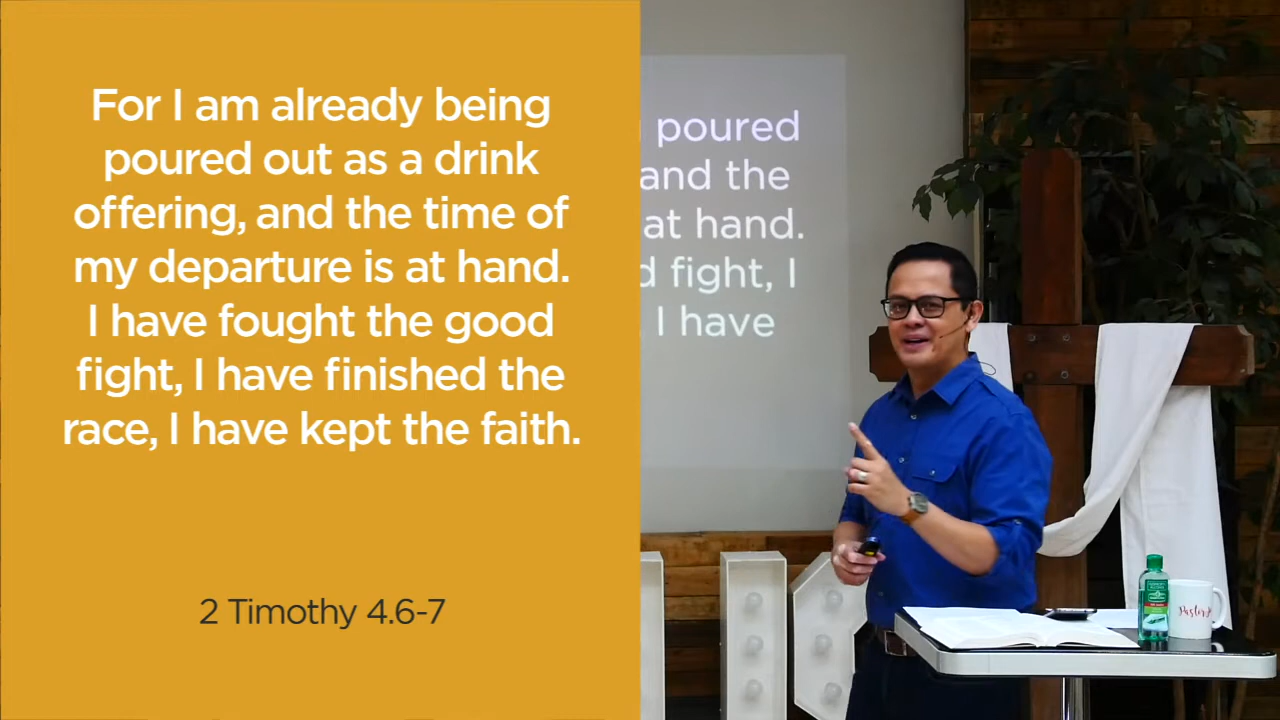 For I am already being
poured out as a drink
offering, and the time of
my departure is at hand.
I have fought the good
fight, I have finished the
race, I have kept the faith.
2 Timothy 4.6-7
poured
and the
at hand.
d fight, I
I have